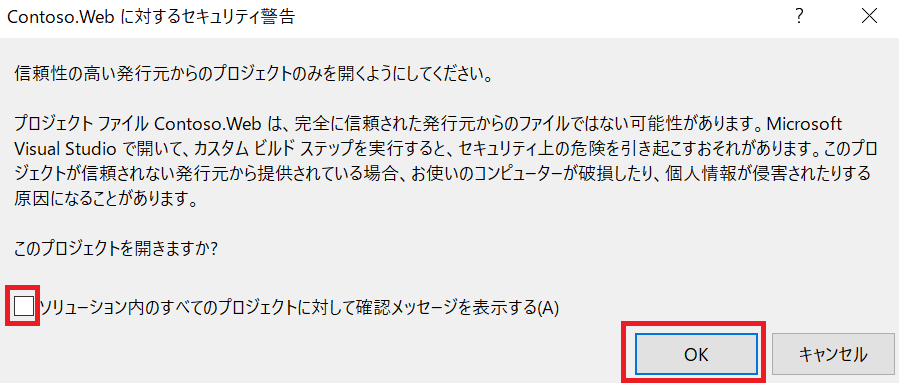 Contoso.Web に対するセキュリティ警告
?
信頼性の高い発行元からのプロジェクトのみを開くようにしてください。
プロジェクト ファイル Contoso.Web は、完全に信頼された発行元からのファイルではない可能性があります。Microsoft
Visual Studio で開いて、カスタム ビルド ステップを実行すると、セキュリティ上の危険を引き起こすおそれがあります。このプロ
ジェクトが信頼されない発行元から提供されている場合、お使いのコンピューターが破損したり、個人情報が侵害されたりする
原因になることがあります。
このプロジェクトを開きますか?
ソリューション内のすべてのプロジェクトに対して確認メッセージを表示する(A)
OK
キャンセル